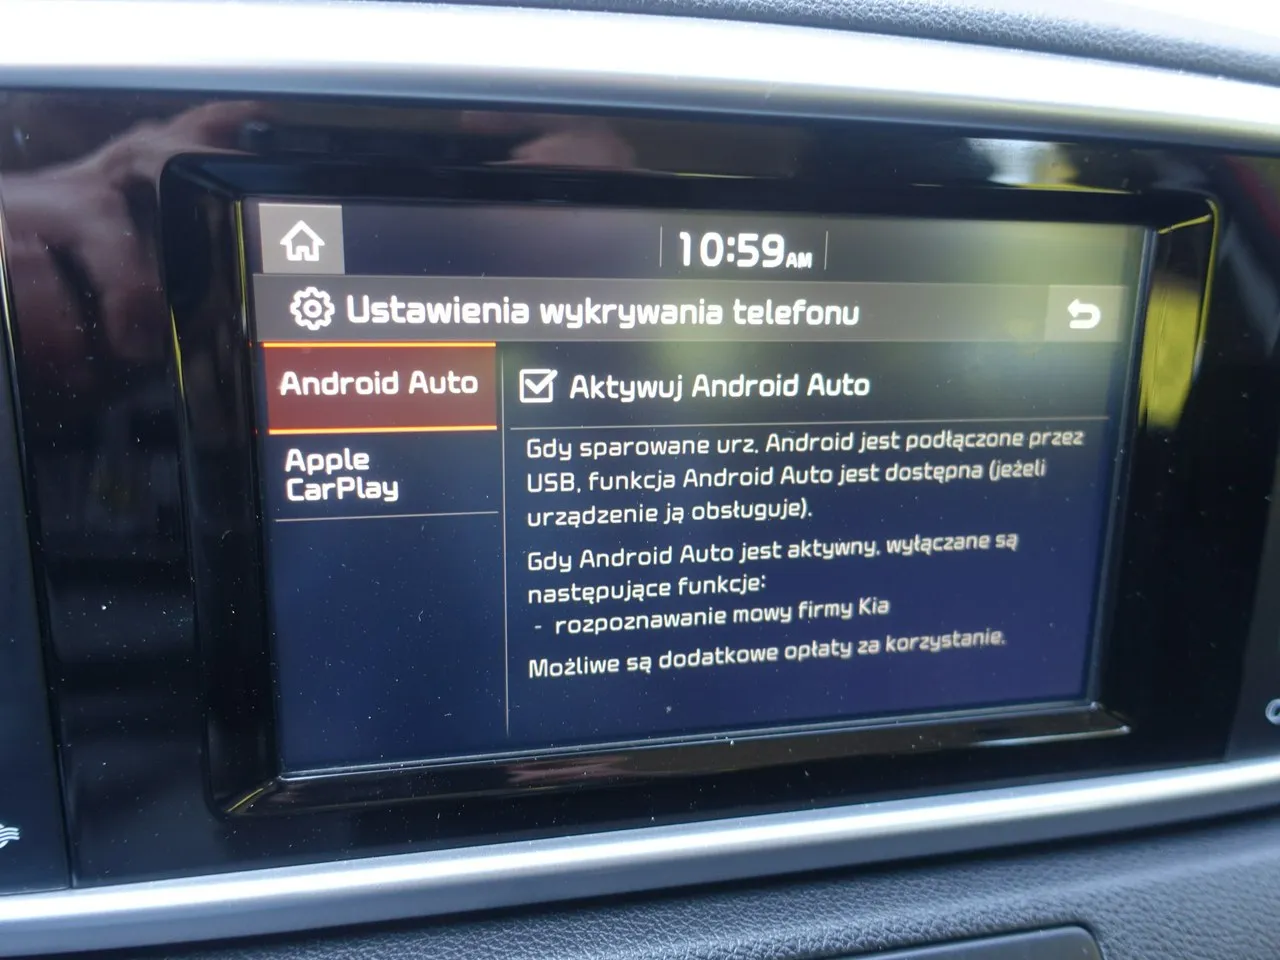 10:59AM
Ustawienia wykrywania telefonu
Android Auto
Apple
CarPlay
Aktywuj Android Auto
Gdy sparowane urz. Android jest podłączone przez
USB, funkcja Android Auto jest dostępna (jeżeli
urządzenie ją obsługuje).
Gdy Android Auto jest aktywny, wyłączane są
następujące funkcje:
- rozpoznawanie mowy firmy Kia
Możliwe są dodatkowe opłaty za korzystanie.